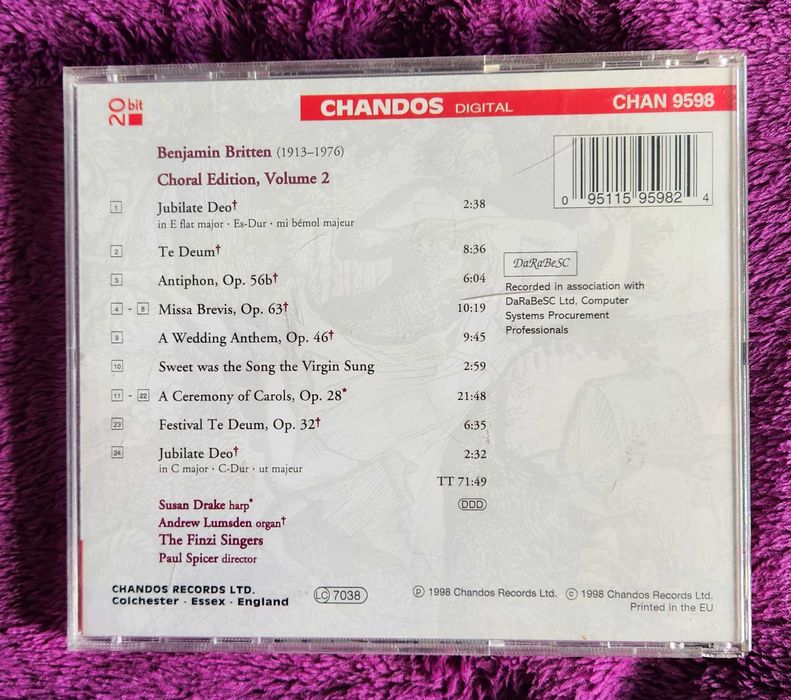 20 bit
CHANDOS DIGITAL CHAN 9598
0 95115 95982 4
Benjamin Britten (1913–1976)
Choral Edition, Volume 2
1 Jubilate Deo† 2:38
in E flat major · Es-Dur · mi bémol majeur
2 Te Deum† 8:36
3 Antiphon, Op. 56b† 6:04
4 - 8 Missa Brevis, Op. 63† 10:19
9 A Wedding Anthem, Op. 46† 9:45
10 Sweet was the Song the Virgin Sung 2:59
11 - 22 A Ceremony of Carols, Op. 28* 21:48
23 Festival Te Deum, Op. 32† 6:35
24 Jubilate Deo† 2:32
in C major · C-Dur · ut majeur
TT 71:49
DDD
DaRaBeSC
Recorded in association with
DaRaBeSC Ltd, Computer
Systems Procurement
Professionals
Susan Drake harp*
Andrew Lumsden organ†
The Finzi Singers
Paul Spicer director
CHANDOS RECORDS LTD.
Colchester · Essex · England
LC 7038
℗ 1998 Chandos Records Ltd. © 1998 Chandos Records Ltd.
Printed in the EU